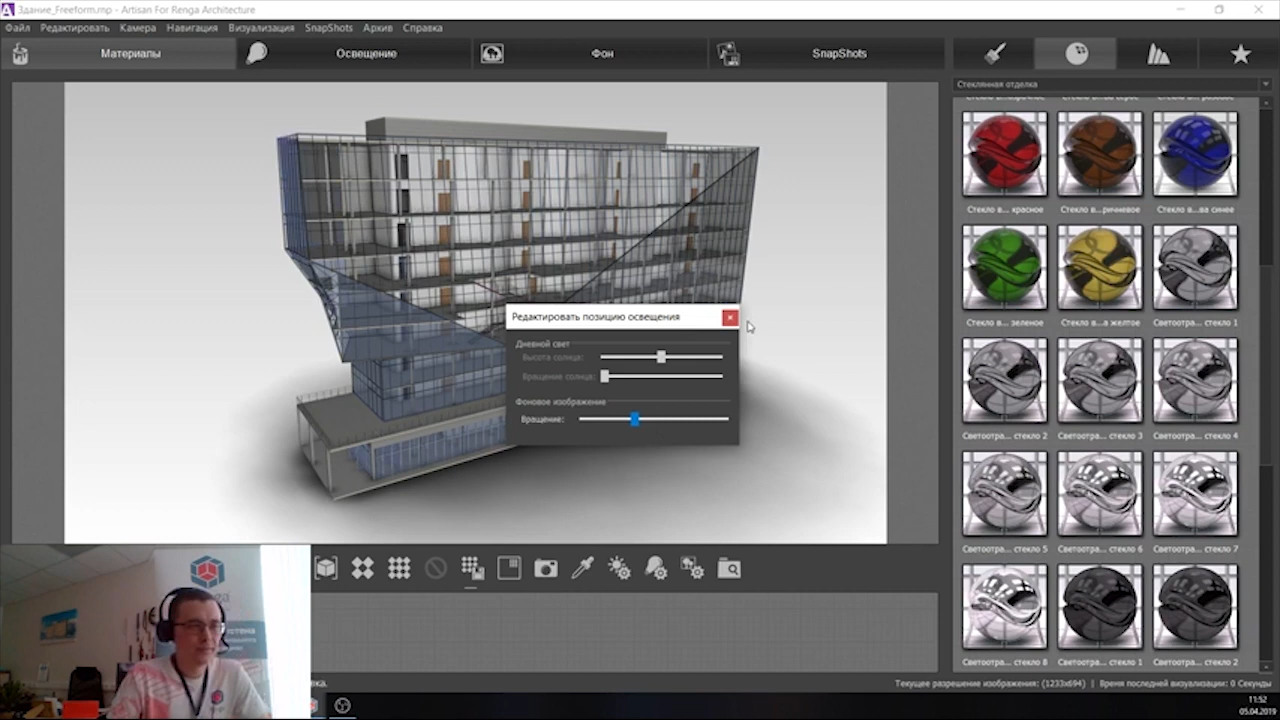 Здание_Freeform.rnp - Artisan For Renga Architecture
Файл Редактировать Камера Навигация Визуализация SnapShots Архив Справка
Материалы Освещение Фон SnapShots
Стеклянная отделка
Стекло в... красное Стекло в...ричневое Стекло в...ва синее
Стекло в... зеленое Стекло в...а желтое Светоотра... стекло 1
Светоотра... стекло 2 Светоотра... стекло 3 Светоотра... стекло 4
Светоотра... стекло 5 Светоотра... стекло 6 Светоотра... стекло 7
Светоотра... стекло 8 Светоотра... стекло 1 Светоотра... стекло 2
Редактировать позицию освещения
Дневной свет
Высота солнца:
Вращение солнца:
Фоновое изображение
Вращение:
Текущее разрешение изображения: (1233x694) | Время последней визуализации: 0 Секунды
11:52
05.04.2019